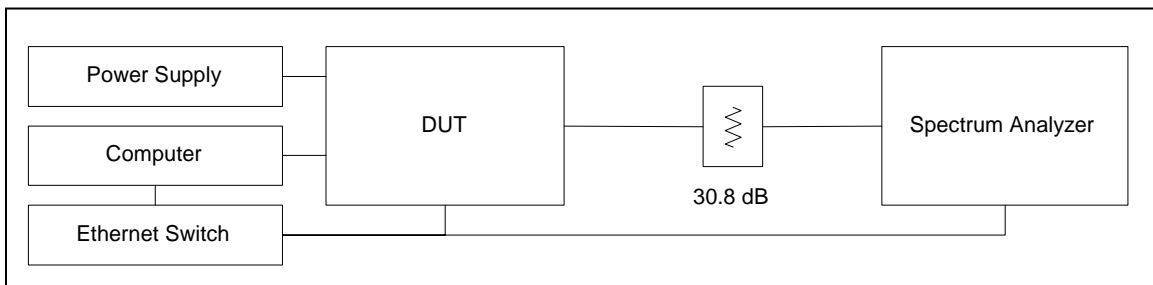 Power Supply
Computer
Ethernet Switch
DUT
30.8 dB
Spectrum Analyzer